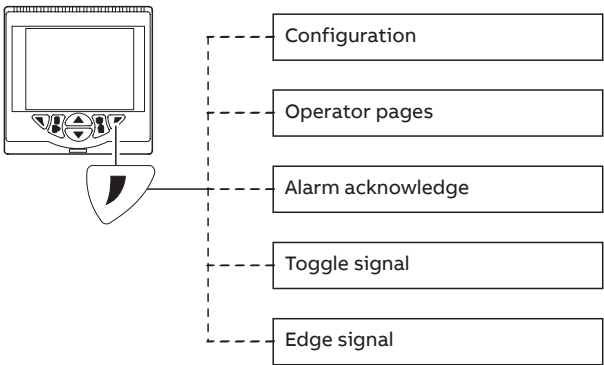 Configuration
Operator pages
Alarm acknowledge
Toggle signal
Edge signal